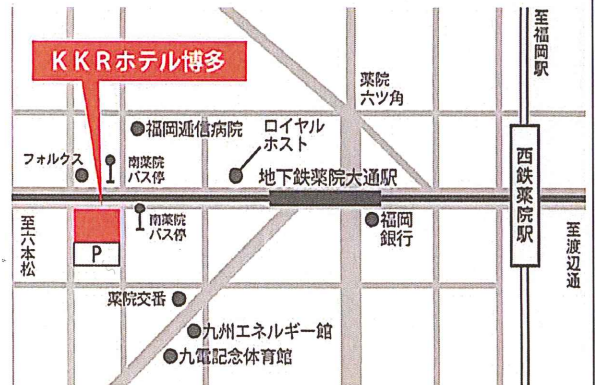 至福岡駅
KKRホテル博多
薬院
六ツ角
福岡逓信病院
ロイヤル
ホスト
フォルクス
南薬院
バス停
地下鉄薬院大通駅
西鉄薬院駅
至六本松
P
南薬院
バス停
福岡
銀行
至渡辺通
薬院交番
九州エネルギー館
九電記念体育館